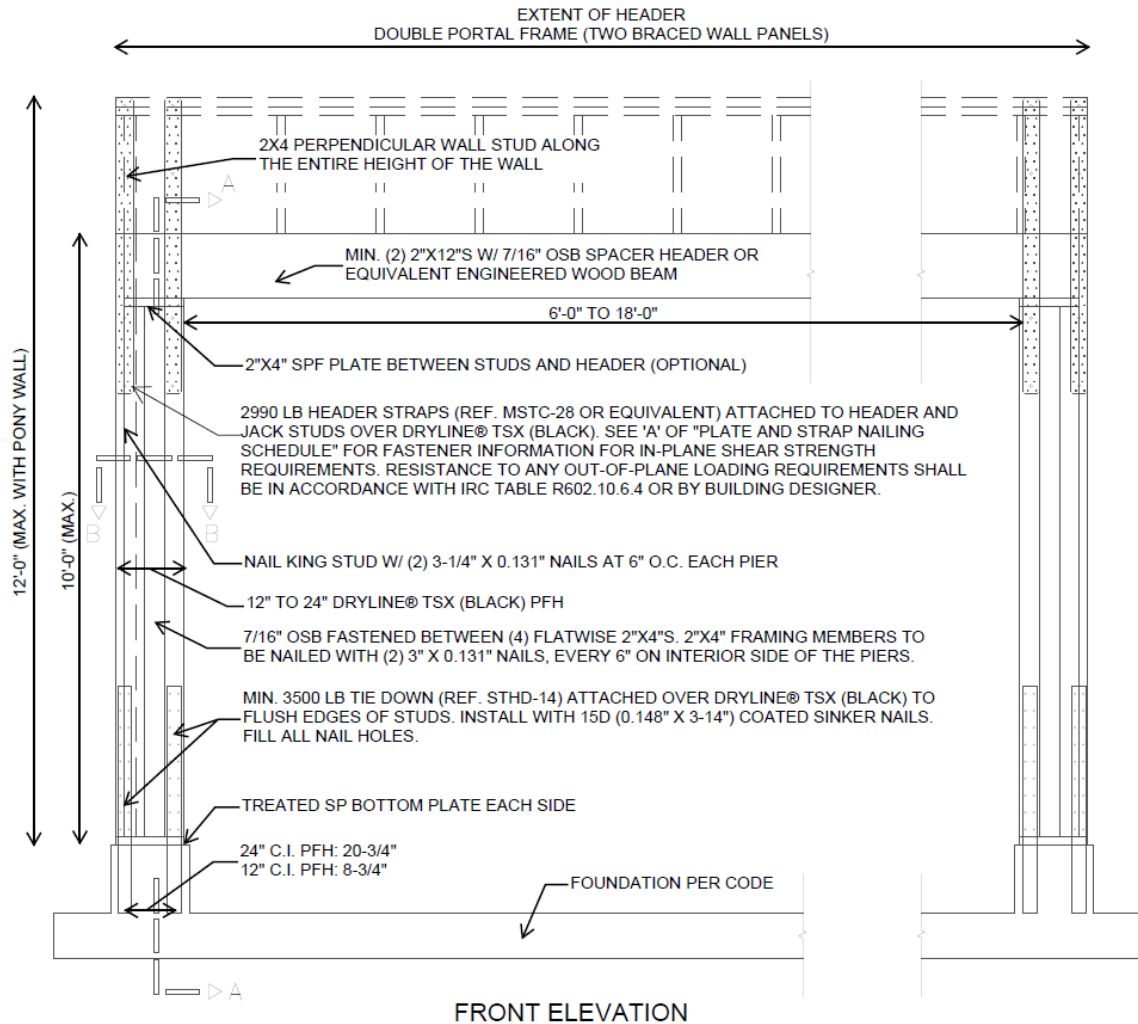 EXTENT OF HEADER
DOUBLE PORTAL FRAME (TWO BRACED WALL PANELS)
2X4 PERPENDICULAR WALL STUD ALONG
THE ENTIRE HEIGHT OF THE WALL
A
MIN. (2) 2"X12"S W/ 7/16" OSB SPACER HEADER OR
EQUIVALENT ENGINEERED WOOD BEAM
6'-0" TO 18'-0"
2"X4" SPF PLATE BETWEEN STUDS AND HEADER (OPTIONAL)
12'-0" (MAX. WITH PONY WALL)
10'-0" (MAX.)
2990 LB HEADER STRAPS (REF. MSTC-28 OR EQUIVALENT) ATTACHED TO HEADER AND
JACK STUDS OVER DRYLINE® TSX (BLACK). SEE 'A' OF "PLATE AND STRAP NAILING
SCHEDULE" FOR FASTENER INFORMATION FOR IN-PLANE SHEAR STRENGTH
REQUIREMENTS. RESISTANCE TO ANY OUT-OF-PLANE LOADING REQUIREMENTS SHALL
BE IN ACCORDANCE WITH IRC TABLE R602.10.6.4 OR BY BUILDING DESIGNER.
B B
NAIL KING STUD W/ (2) 3-1/4" X 0.131" NAILS AT 6" O.C. EACH PIER
12" TO 24" DRYLINE® TSX (BLACK) PFH
7/16" OSB FASTENED BETWEEN (4) FLATWISE 2"X4"S. 2"X4" FRAMING MEMBERS TO
BE NAILED WITH (2) 3" X 0.131" NAILS, EVERY 6" ON INTERIOR SIDE OF THE PIERS.
MIN. 3500 LB TIE DOWN (REF. STHD-14) ATTACHED OVER DRYLINE® TSX (BLACK) TO
FLUSH EDGES OF STUDS. INSTALL WITH 15D (0.148" X 3-14") COATED SINKER NAILS.
FILL ALL NAIL HOLES.
TREATED SP BOTTOM PLATE EACH SIDE
24" C.I. PFH: 20-3/4"
12" C.I. PFH: 8-3/4"
FOUNDATION PER CODE
A
FRONT ELEVATION